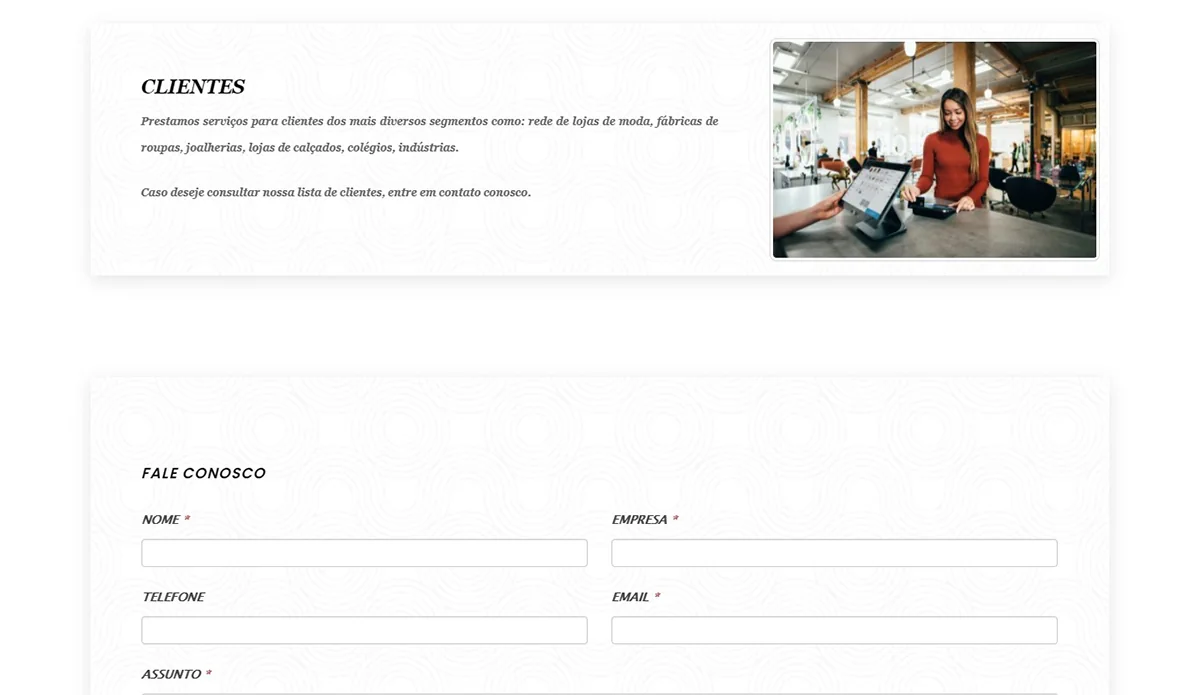 CLIENTES
Prestamos serviços para clientes dos mais diversos segmentos como: rede de lojas de moda, fábricas de
roupas, joalherias, lojas de calçados, colégios, indústrias.
Caso deseje consultar nossa lista de clientes, entre em contato conosco.
FALE CONOSCO
NOME * EMPRESA *
TELEFONE EMAIL *
ASSUNTO *